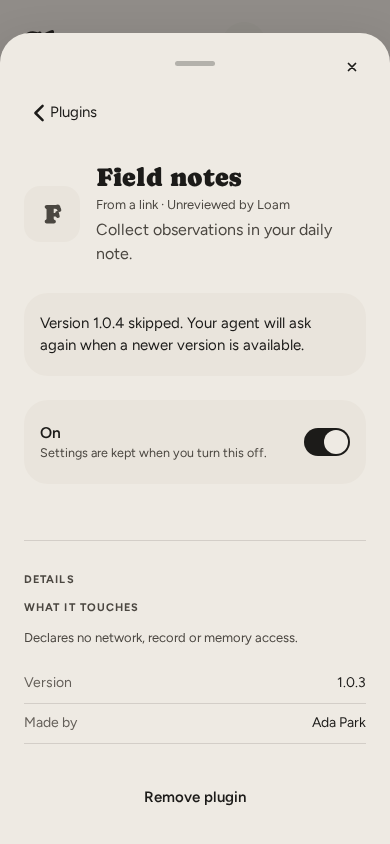 Plugins
F
Field notes
From a link · Unreviewed by Loam
Collect observations in your daily
note.
Version 1.0.4 skipped. Your agent will ask
again when a newer version is available.
On
Settings are kept when you turn this off.
DETAILS
WHAT IT TOUCHES
Declares no network, record or memory access.
Version 1.0.3
Made by Ada Park
Remove plugin